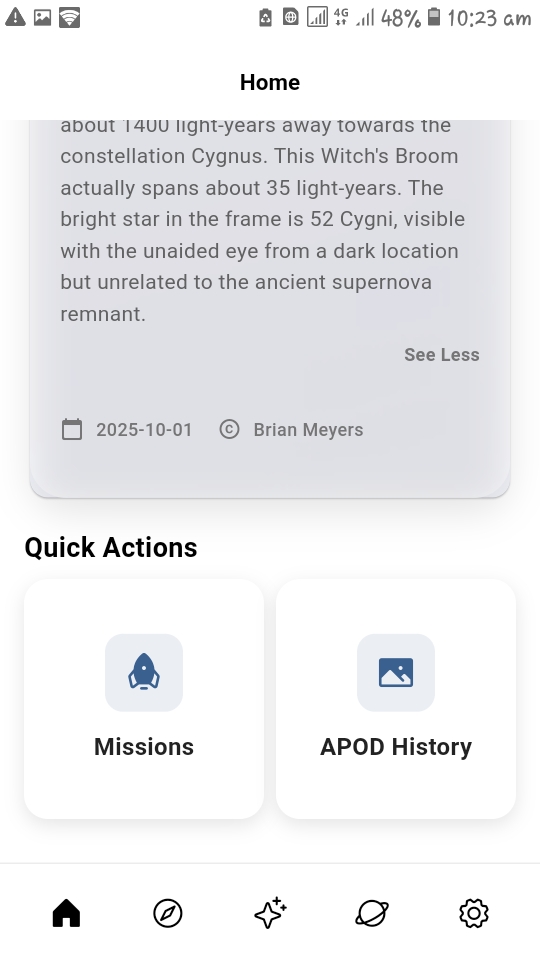 4G
48%
10:23 am
Home
about 1400 light-years away towards the
constellation Cygnus. This Witch's Broom
actually spans about 35 light-years. The
bright star in the frame is 52 Cygni, visible
with the unaided eye from a dark location
but unrelated to the ancient supernova
remnant.
See Less
2025-10-01
Brian Meyers
Quick Actions
Missions
APOD History